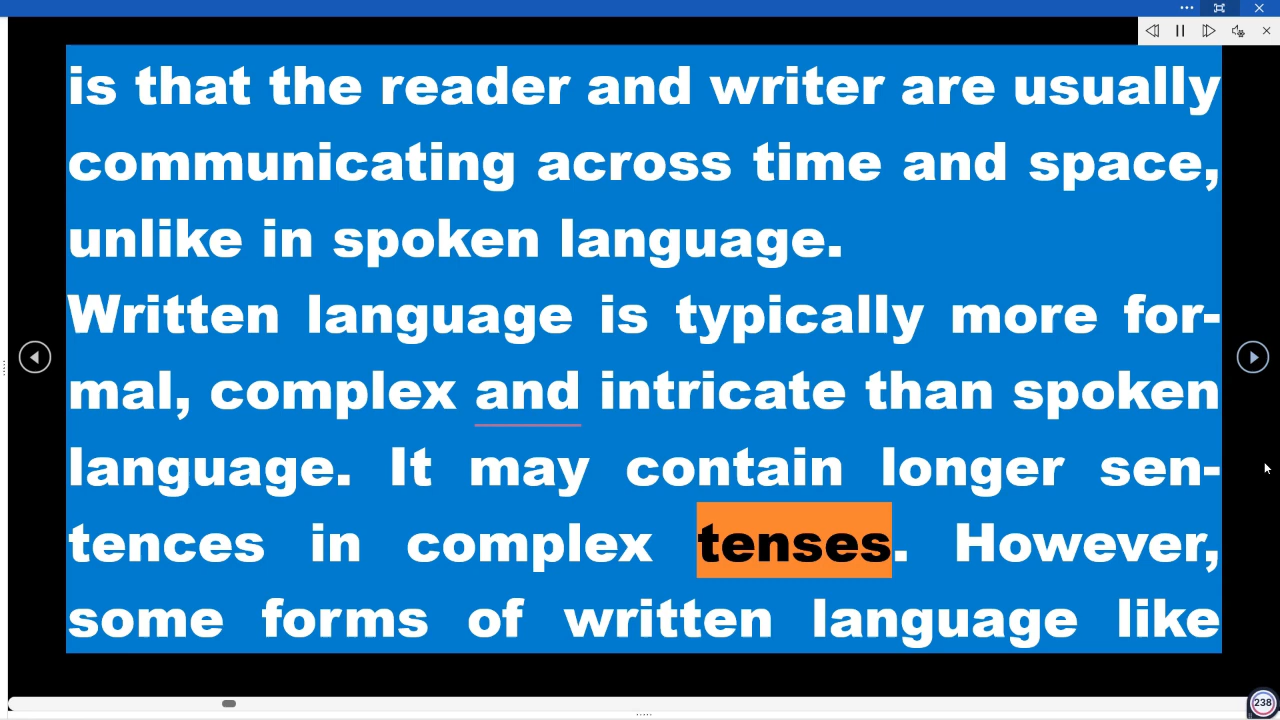 is that the reader and writer are usually
communicating across time and space,
unlike in spoken language.
Written language is typically more for-
mal, complex and intricate than spoken
language. It may contain longer sen-
tences in complex tenses. However,
some forms of written language like
238